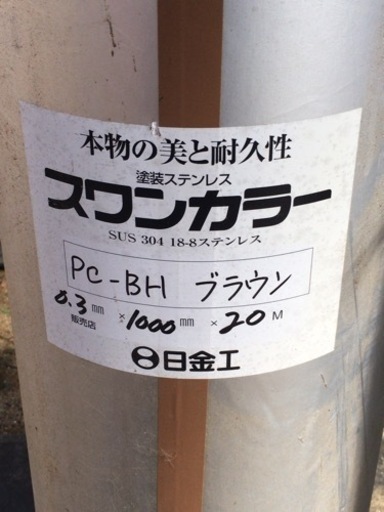 本物の美と耐久性
塗装ステンレス
スワンカラー
SUS 304 18-8ステンレス
PC-BH ブラウン
0.3mm × 1000mm × 20M
販売店
日金工